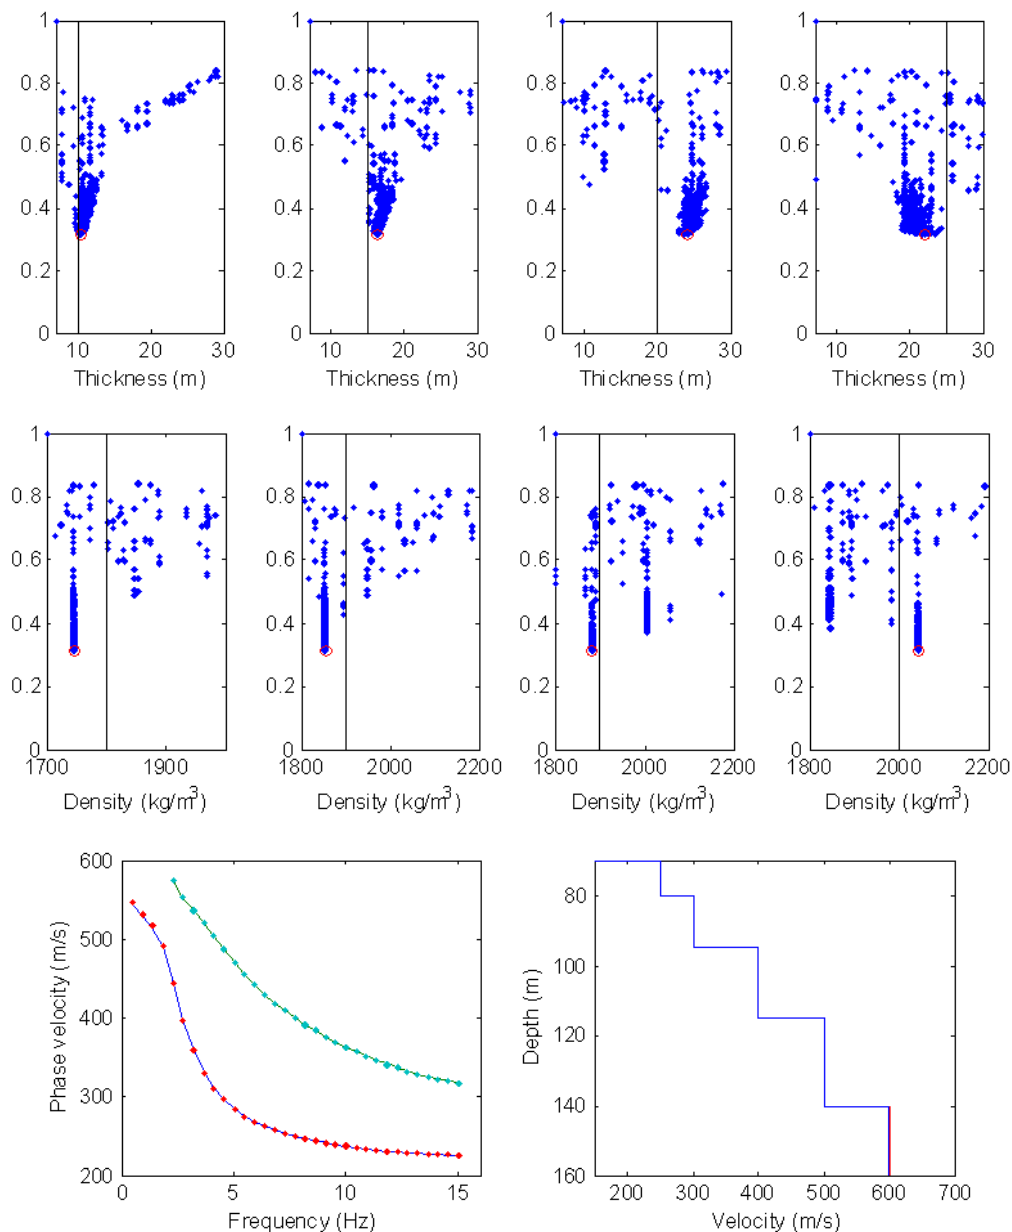 1
0.8
0.6
0.4
0.2
0
10 20 30
Thickness (m)
1
0.8
0.6
0.4
0.2
0
10 20 30
Thickness (m)
1
0.8
0.6
0.4
0.2
0
10 20 30
Thickness (m)
1
0.8
0.6
0.4
0.2
0
10 20 30
Thickness (m)
1
0.8
0.6
0.4
0.2
0
1700 1900
Density (kg/m³)
1
0.8
0.6
0.4
0.2
0
1800 2000 2200
Density (kg/m³)
1
0.8
0.6
0.4
0.2
0
1800 2000 2200
Density (kg/m³)
1
0.8
0.6
0.4
0.2
0
1800 2000 2200
Density (kg/m³)
Phase velocity (m/s)
600
500
400
300
200
0 5 10 15
Frequency (Hz)
Depth (m)
80
100
120
140
160
200 300 400 500 600 700
Velocity (m/s)